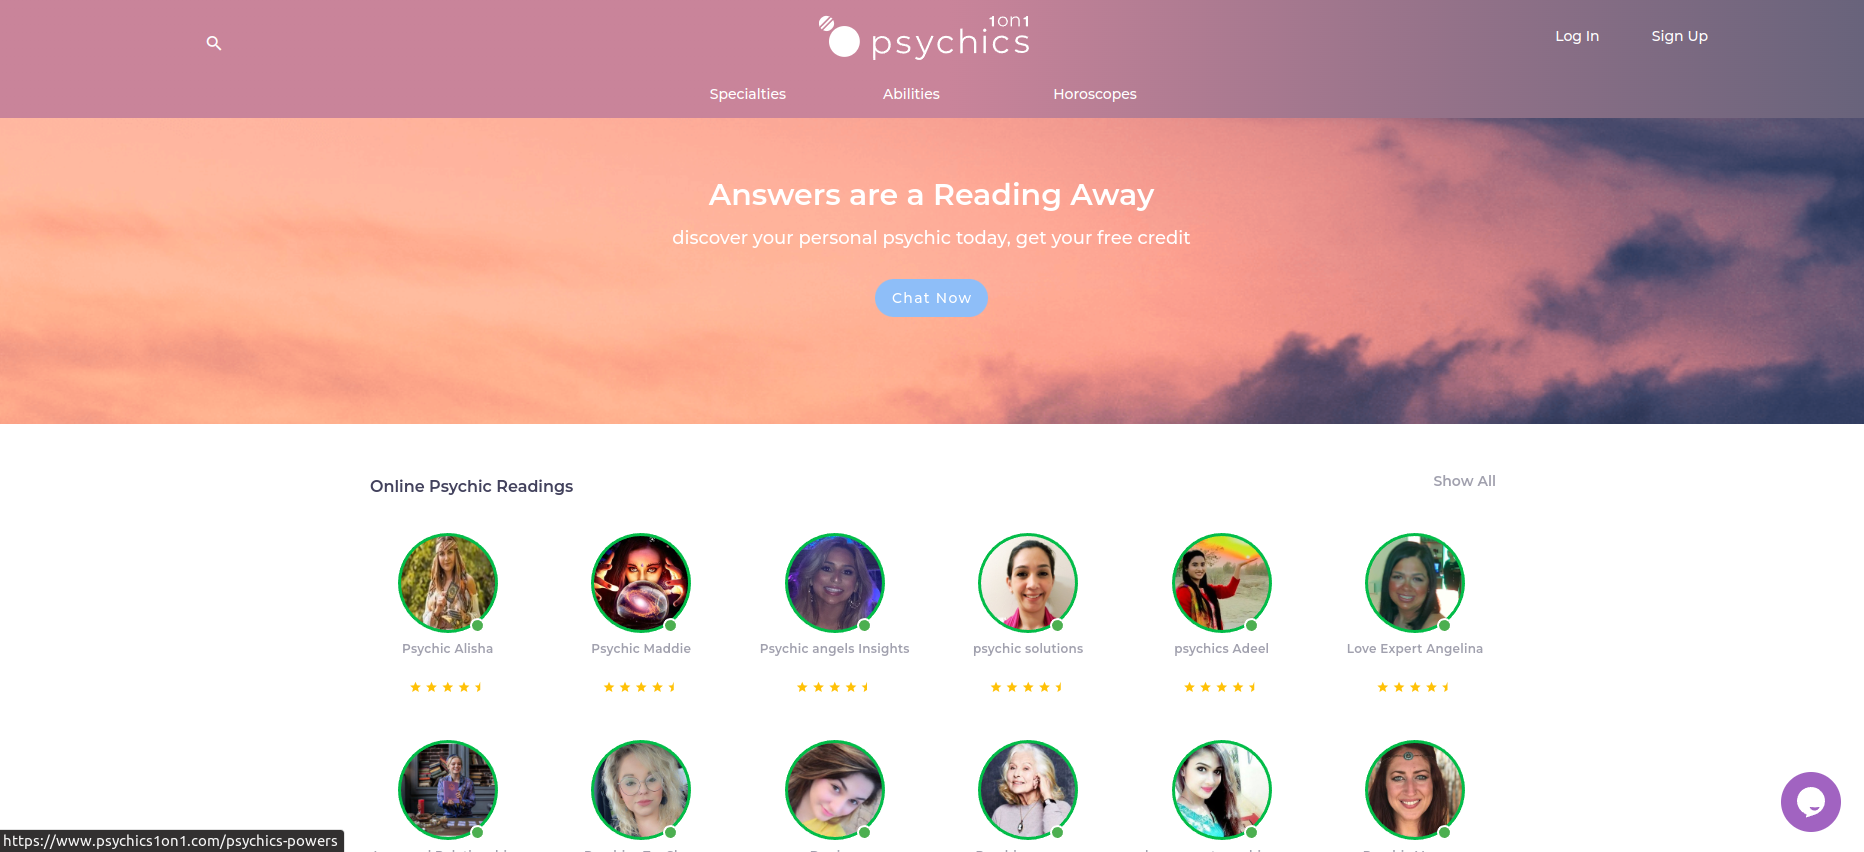 1on1
psychics
Log In
Sign Up
Specialties
Abilities
Horoscopes
Answers are a Reading Away
discover your personal psychic today, get your free credit
Chat Now
Online Psychic Readings
Show All
Psychic Alisha
Psychic Maddie
Psychic angels Insights
psychic solutions
psychics Adeel
Love Expert Angelina
https://www.psychics1on1.com/psychics-powers